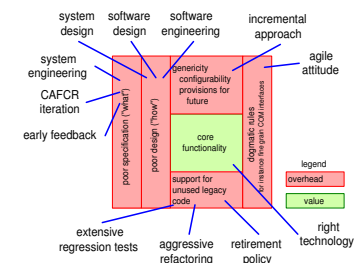 system
design
software
design
software
engineering
incremental
approach
system
engineering
agile
attitude
CAFCR
iteration
early feedback
poor specification ("what")
poor design ("how")
genericity
configurability
provisions for
future
core
functionality
support for
unused legacy
code
dogmatic rules
for instance fine grain COM interfaces
legend
overhead
value
extensive
regression tests
aggressive
refactoring
retirement
policy
right
technology